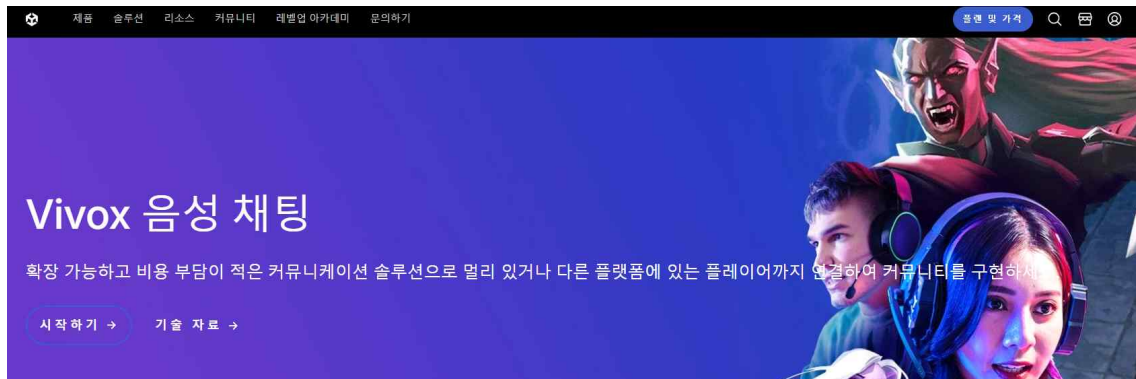 제품 솔루션 리소스 커뮤니티 레벨업 아카데미 문의하기 플랜 및 가격
Vivox 음성 채팅
확장 가능하고 비용 부담이 적은 커뮤니케이션 솔루션으로 멀리 있거나 다른 플랫폼에 있는 플레이어까지 연결하여 커뮤니티를 구현하세
시작하기 → 기술 자료 →